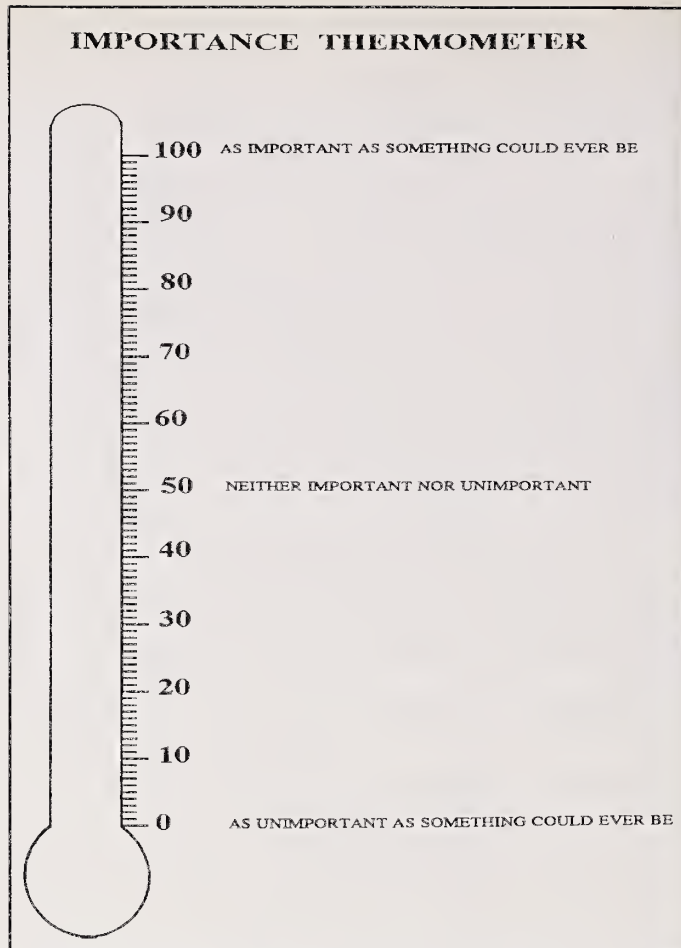 IMPORTANCE THERMOMETER
100 AS IMPORTANT AS SOMETHING COULD EVER BE
90
80
70
60
50 NEITHER IMPORTANT NOR UNIMPORTANT
40
30
20
10
0 AS UNIMPORTANT AS SOMETHING COULD EVER BE